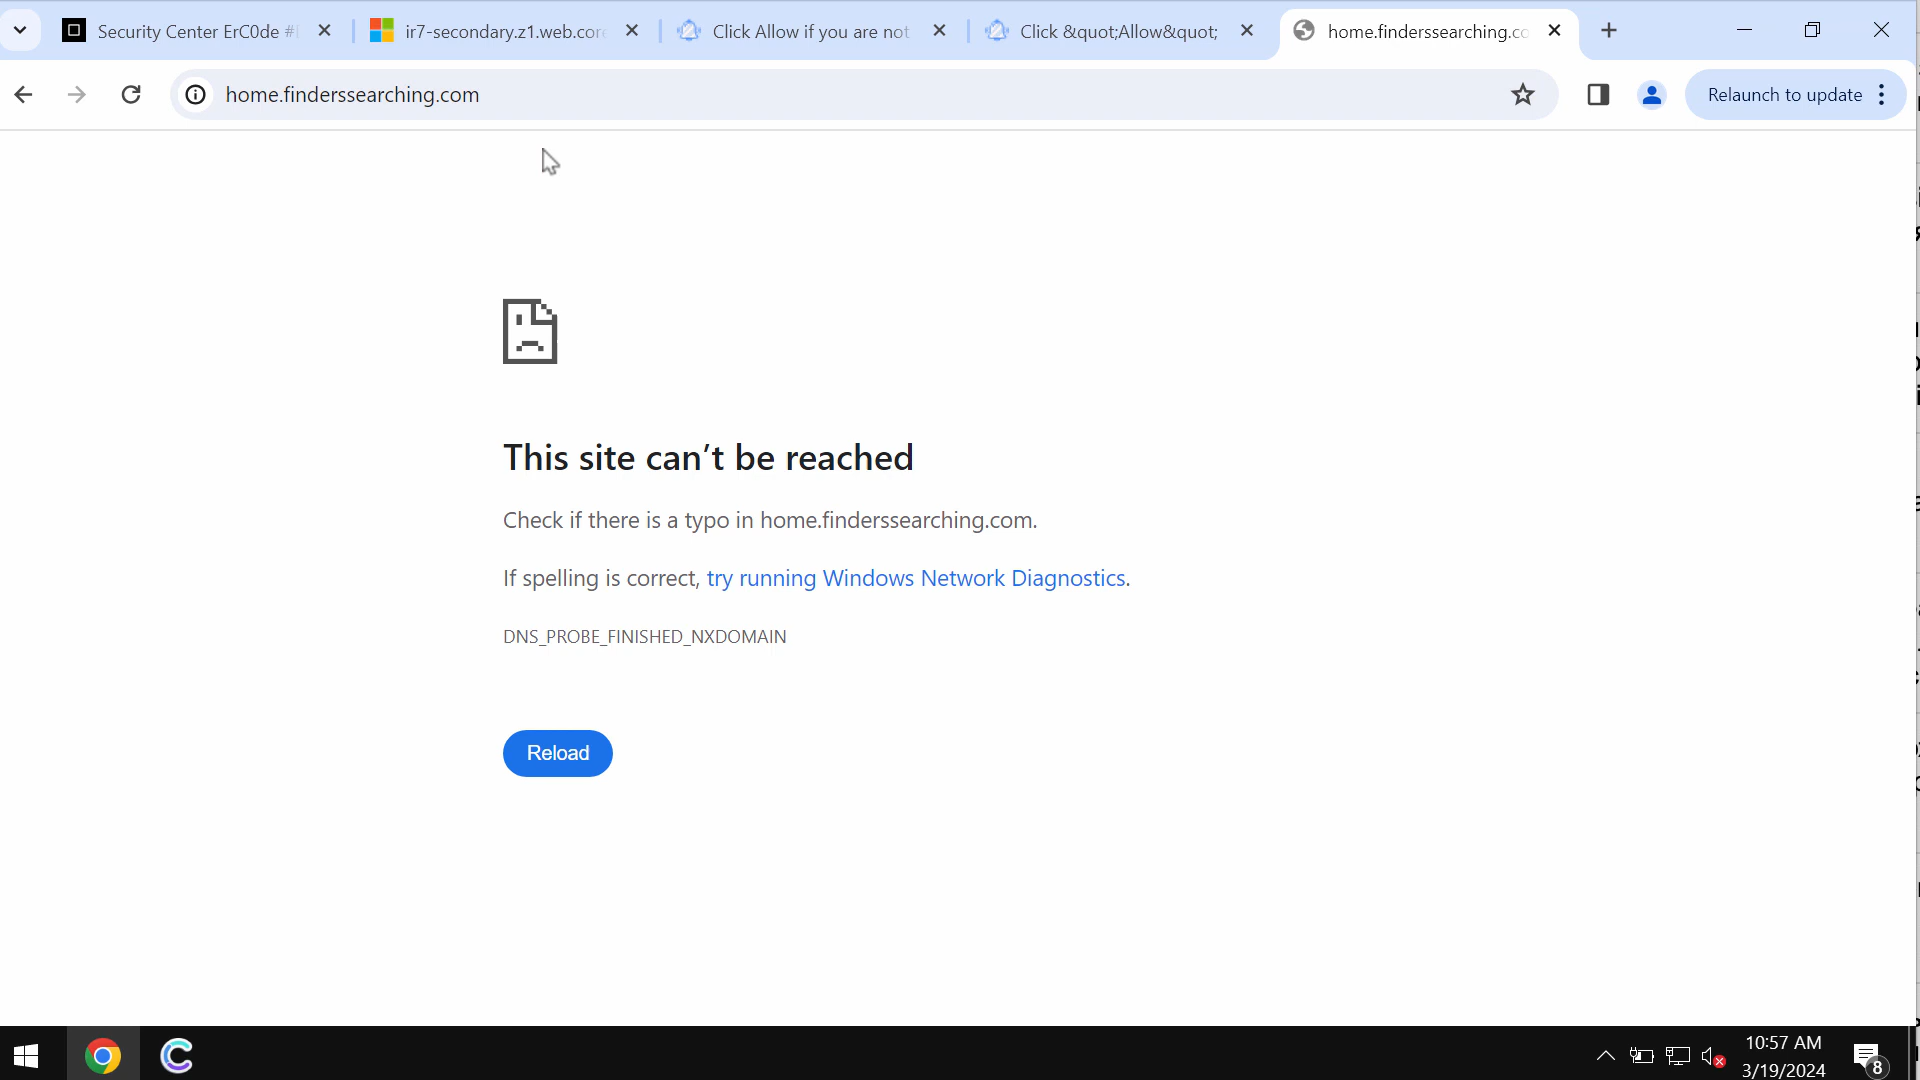 Security Center ErC0de #
ir7-secondary.z1.web.core
Click Allow if you are not
Click &quot;Allow&quot;
home.finderssearching.co
home.finderssearching.com
Relaunch to update
This site can't be reached
Check if there is a typo in home.finderssearching.com.
If spelling is correct, try running Windows Network Diagnostics.
DNS_PROBE_FINISHED_NXDOMAIN
Reload
10:57 AM
3/19/2024
8